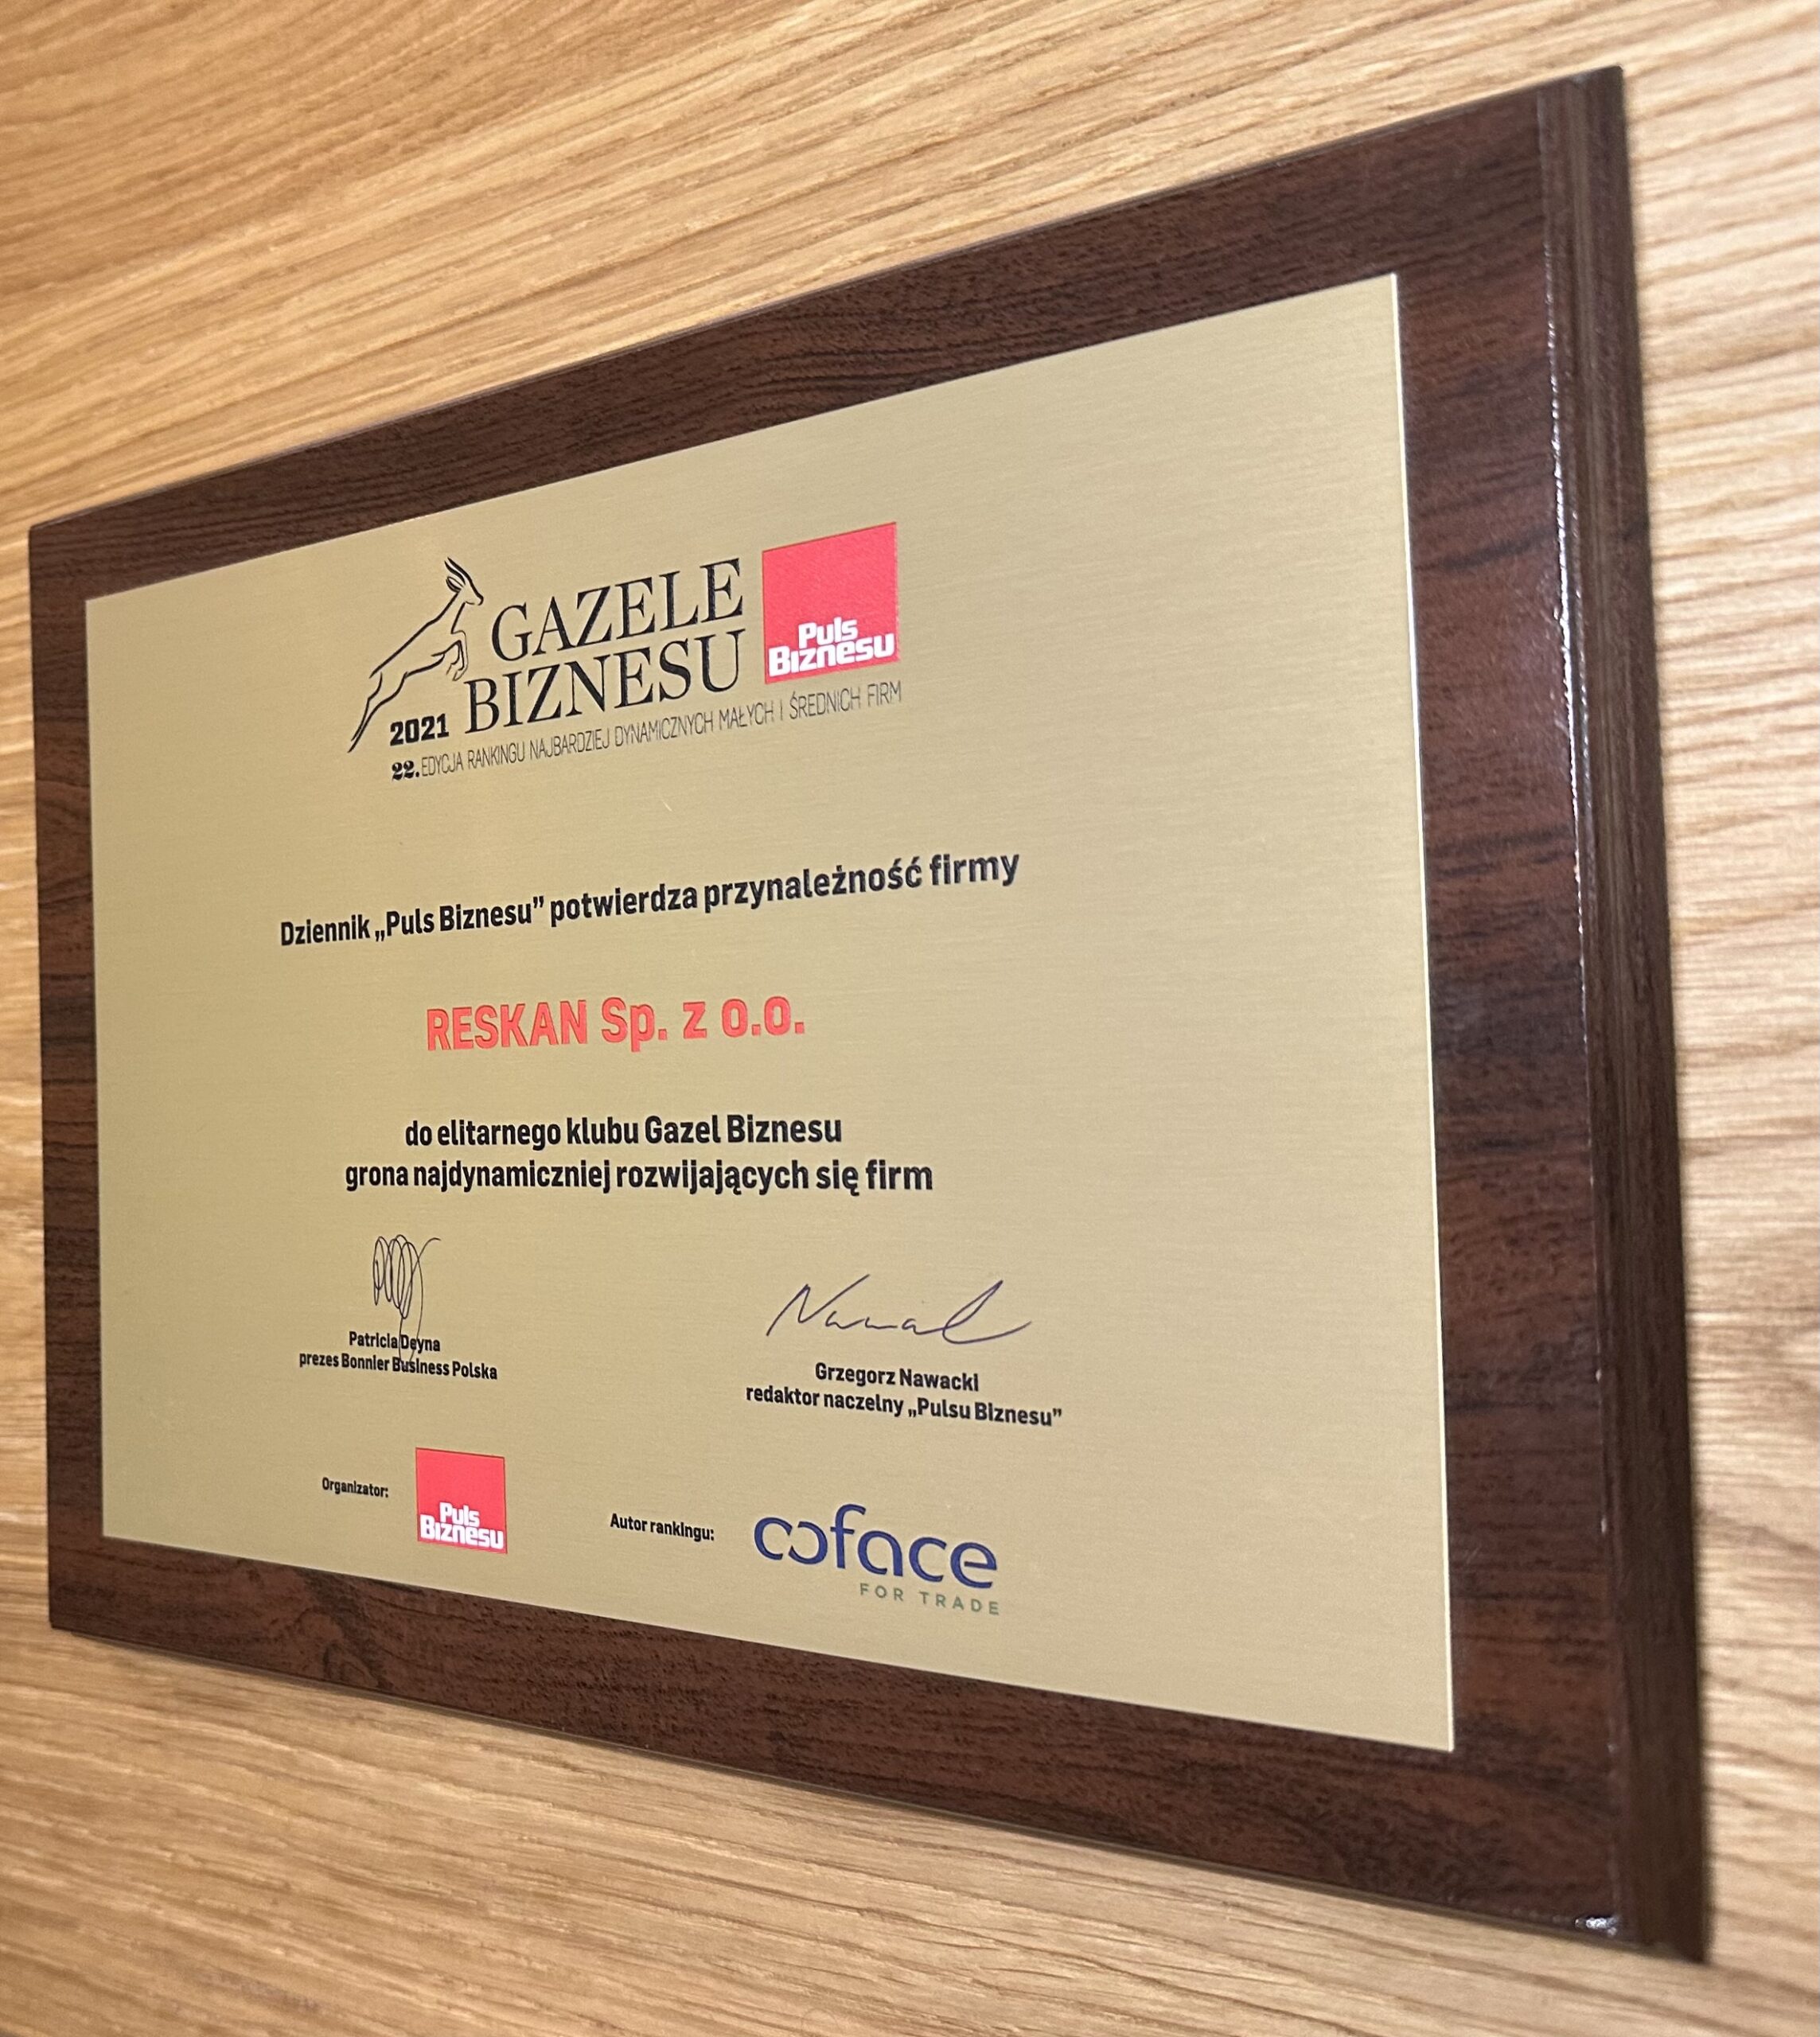 GAZELE
BIZNESU
2021
Puls
Biznesu
22. EDYCJA RANKINGU NAJBARDZIEJ DYNAMICZNYCH MAŁYCH I ŚREDNICH FIRM
Dziennik „Puls Biznesu” potwierdza przynależność firmy
RESKAN Sp. z o.o.
do elitarnego klubu Gazel Biznesu
grona najdynamiczniej rozwijających się firm
Patricia Deyna
prezes Bonnier Business Polska
Nawacki
Grzegorz Nawacki
redaktor naczelny „Pulsu Biznesu”
Organizator:
Puls
Biznesu
Autor rankingu:
coface
FOR TRADE